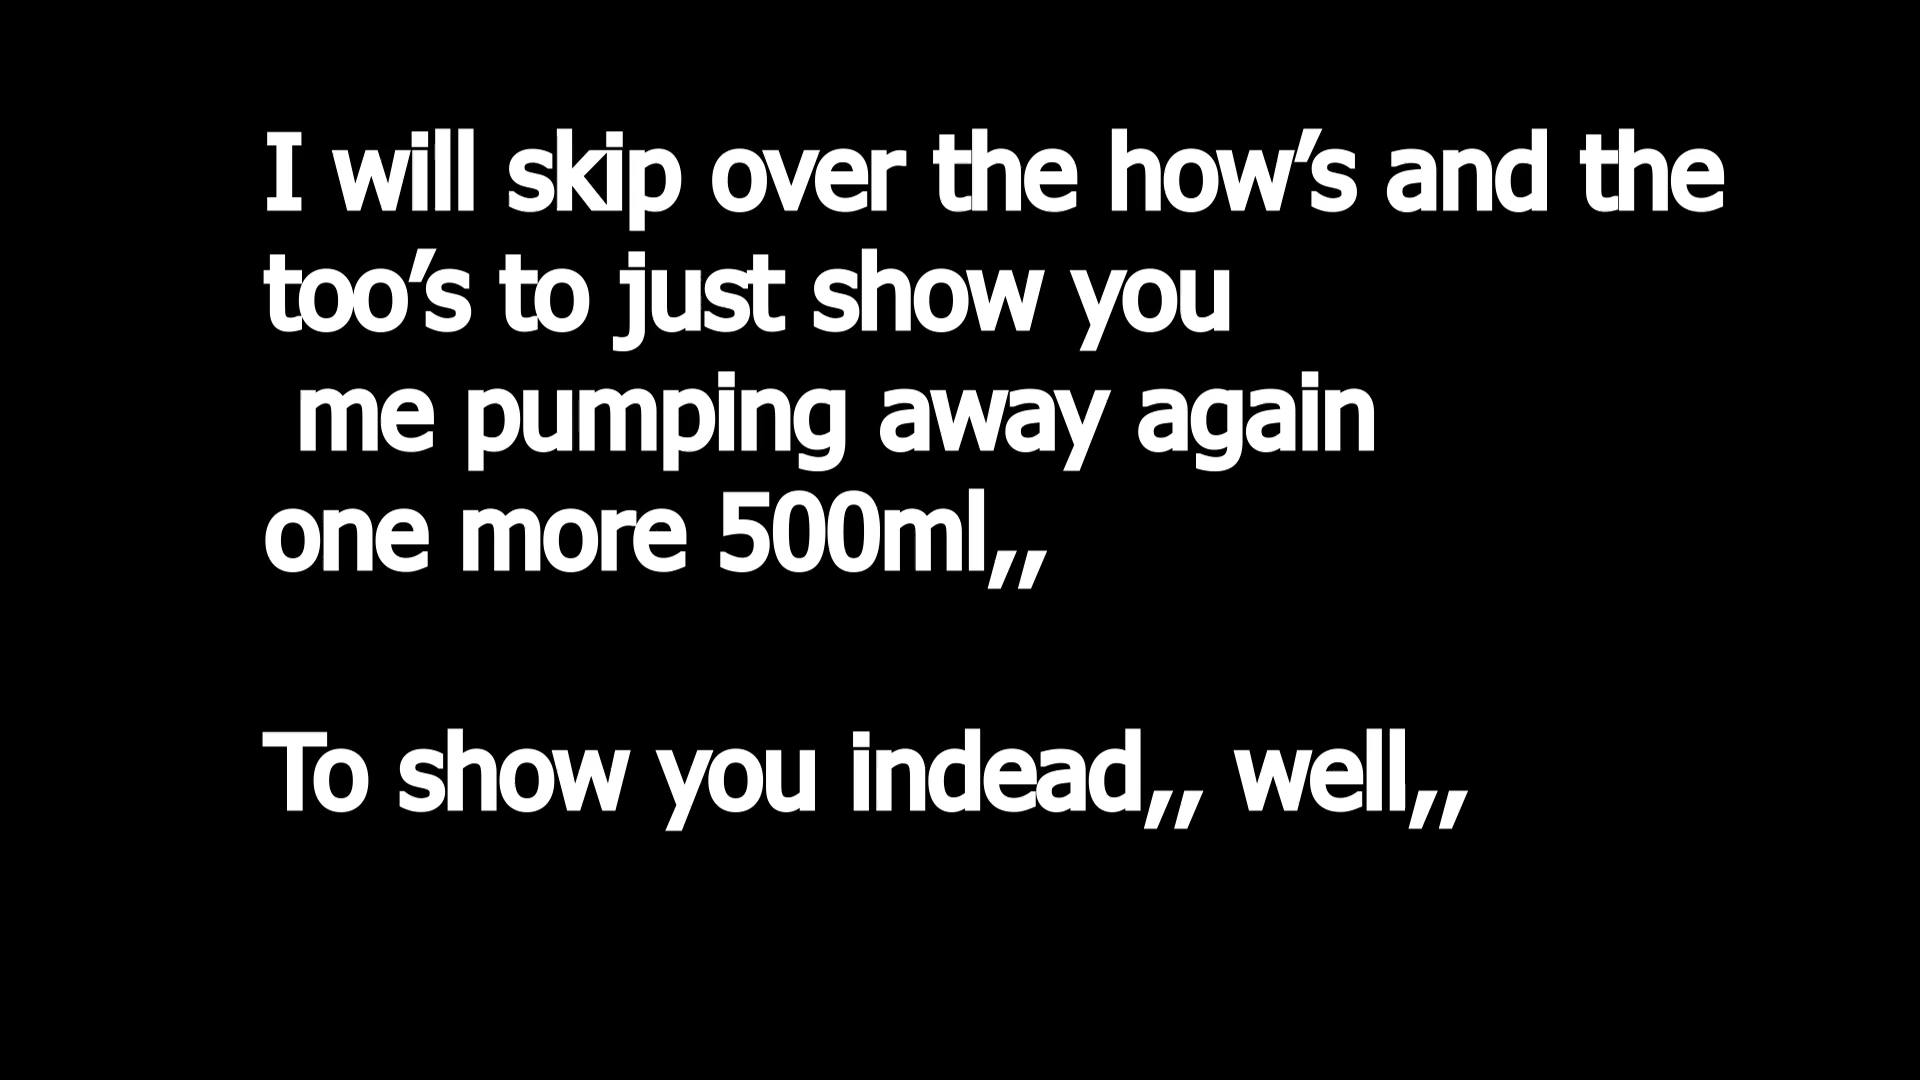 I will skip over the how’s and the
too’s to just show you
me pumping away again
one more 500ml,,
To show you indead,, well,,